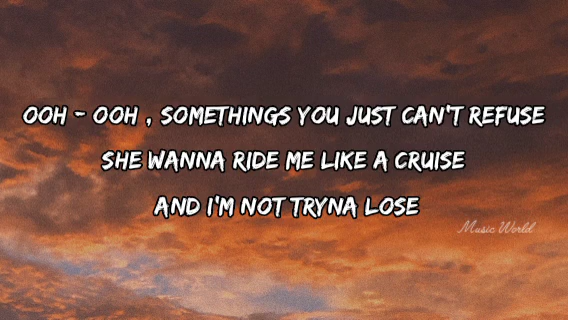 OOH - OOH , SOMETHINGS YOU JUST CAN'T REFUSE
SHE WANNA RIDE ME LIKE A CRUISE
AND I'M NOT TRYNA LOSE
Music World